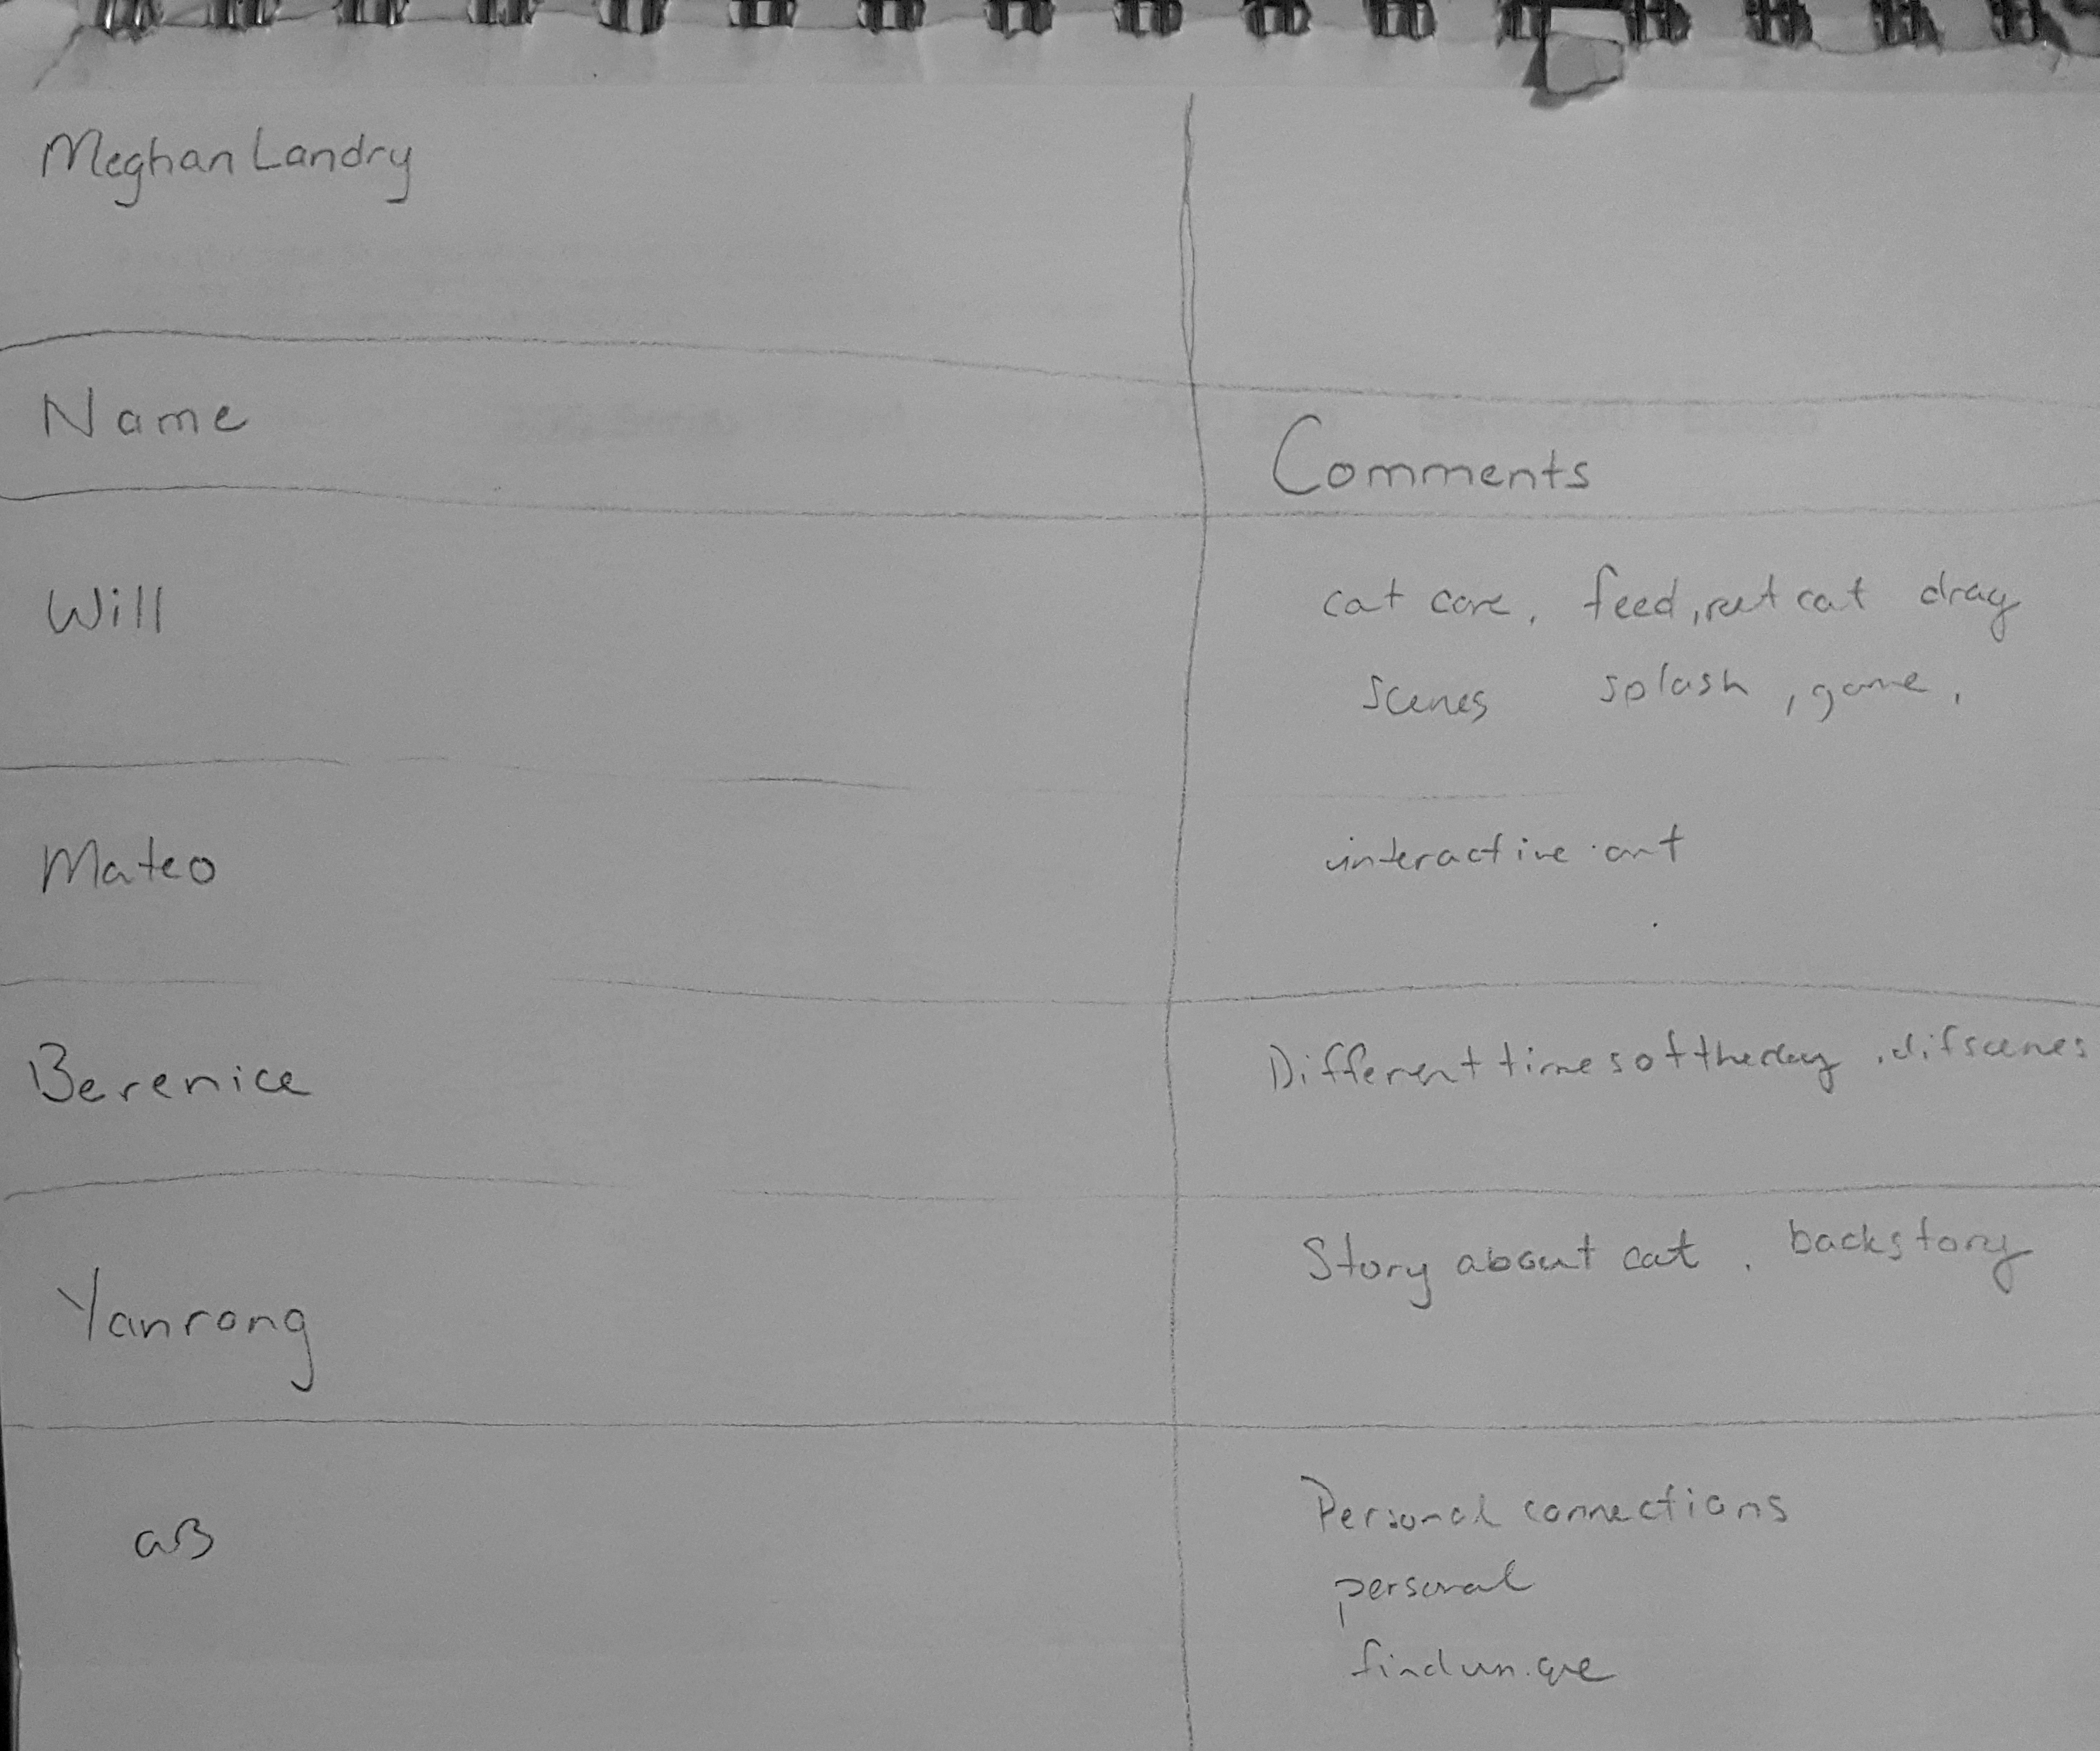 Meghan Landry
Name
Comments
Will
cat care, feed, pet cat drag
scenes splash, game,
Mateo
interactive art
Berenice
Different times of the day, dif scenes
Yanrong
Story about cat. backstory
aB
Personal connections
personal
find unique